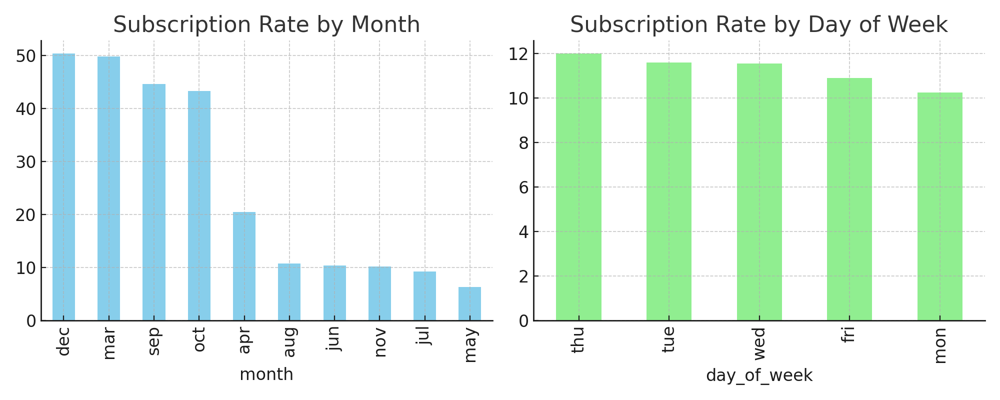 Subscription Rate by Month
50
40
30
20
10
0
dec
mar
sep
oct
apr
aug
jun
nov
jul
may
month
Subscription Rate by Day of Week
12
10
8
6
4
2
0
thu
tue
wed
fri
mon
day_of_week